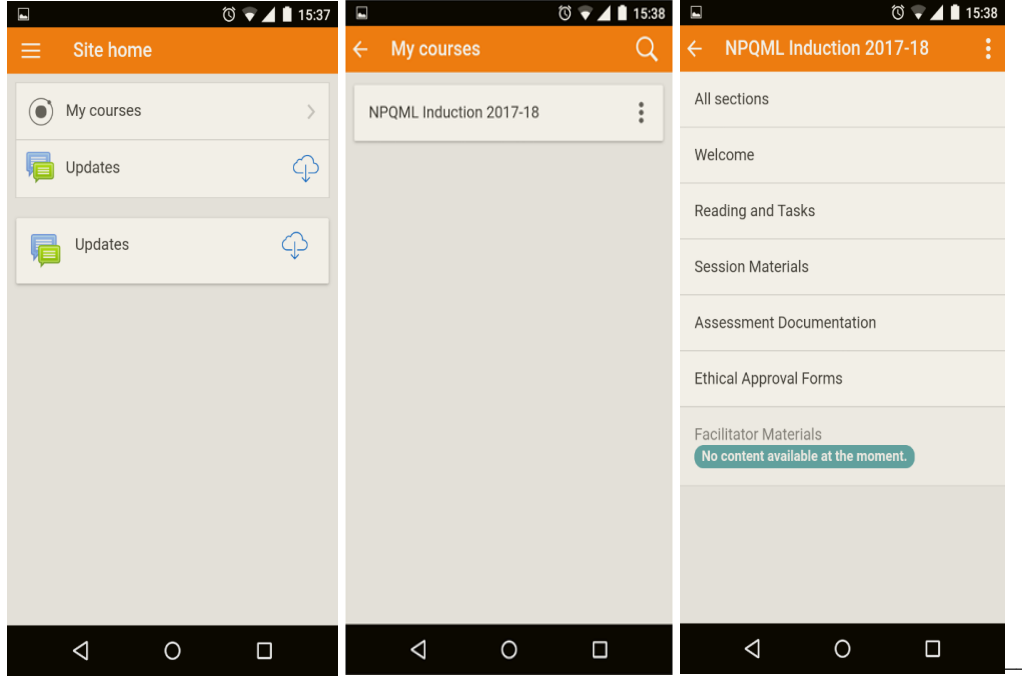 15:37
Site home
My courses
Updates
Updates
15:38
My courses
NPQML Induction 2017-18
15:38
NPQML Induction 2017-18
All sections
Welcome
Reading and Tasks
Session Materials
Assessment Documentation
Ethical Approval Forms
Facilitator Materials
No content available at the moment.